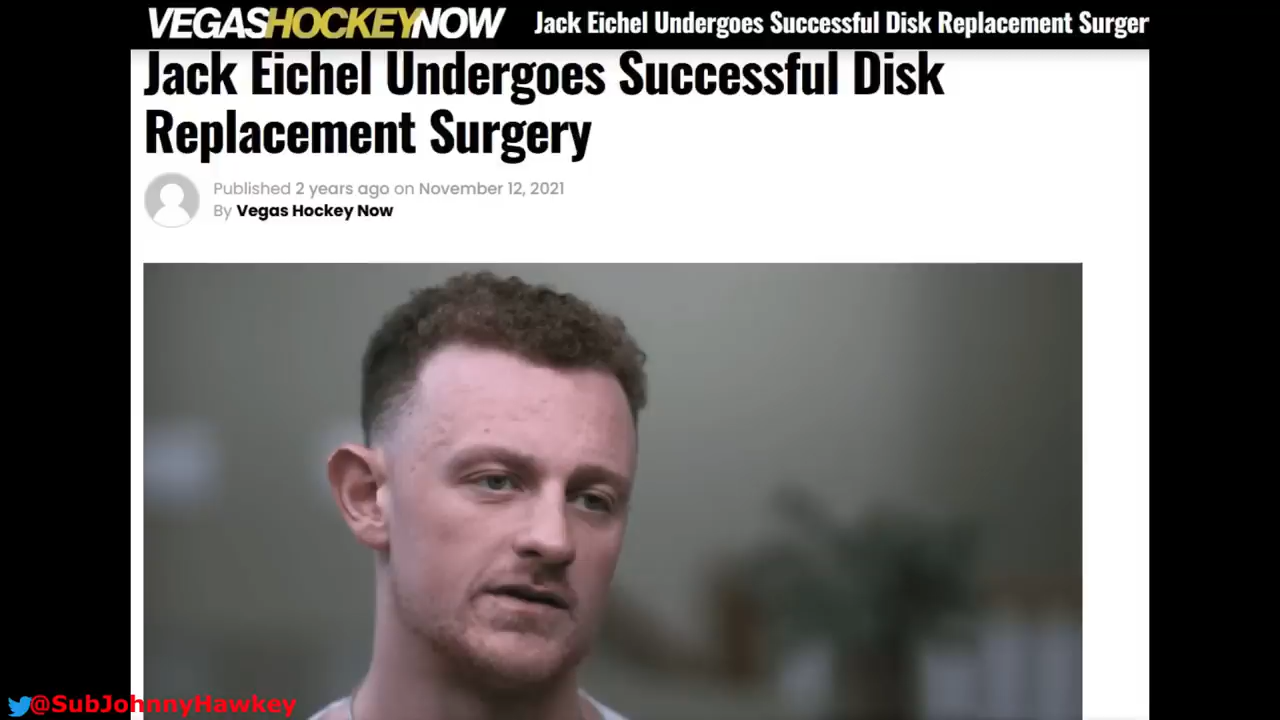 VEGASHOCKEYNOW Jack Eichel Undergoes Successful Disk Replacement Surger
Jack Eichel Undergoes Successful Disk
Replacement Surgery
Published 2 years ago on November 12, 2021
By Vegas Hockey Now
@SubJohnnyHawkey